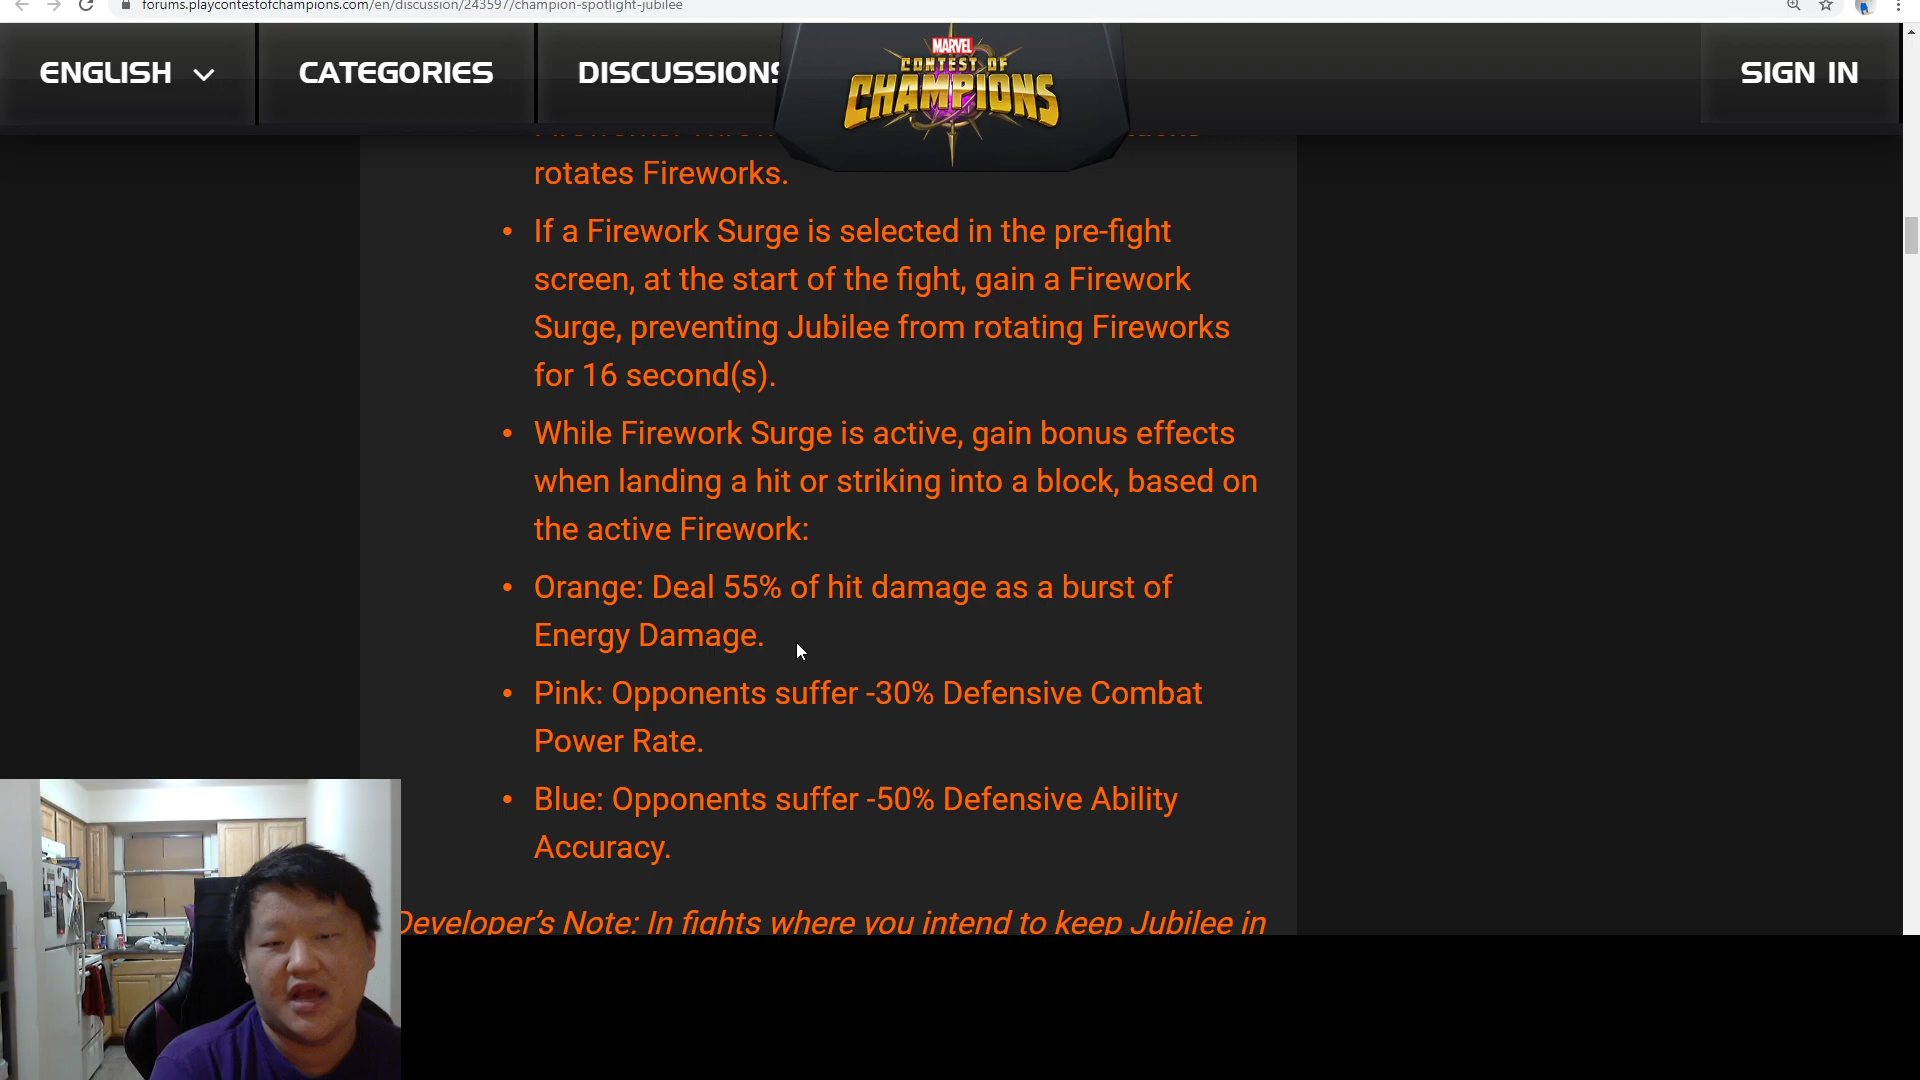 forums.playcontestofchampions.com/en/discussion/243597/champion-spotlight-jubilee
ENGLISH
CATEGORIES
DISCUSSIONS
MARVEL
CONTEST OF
CHAMPIONS
SIGN IN
rotates Fireworks.
• If a Firework Surge is selected in the pre-fight
screen, at the start of the fight, gain a Firework
Surge, preventing Jubilee from rotating Fireworks
for 16 second(s).
• While Firework Surge is active, gain bonus effects
when landing a hit or striking into a block, based on
the active Firework:
• Orange: Deal 55% of hit damage as a burst of
Energy Damage.
• Pink: Opponents suffer -30% Defensive Combat
Power Rate.
• Blue: Opponents suffer -50% Defensive Ability
Accuracy.
Developer's Note: In fights where you intend to keep Jubilee in